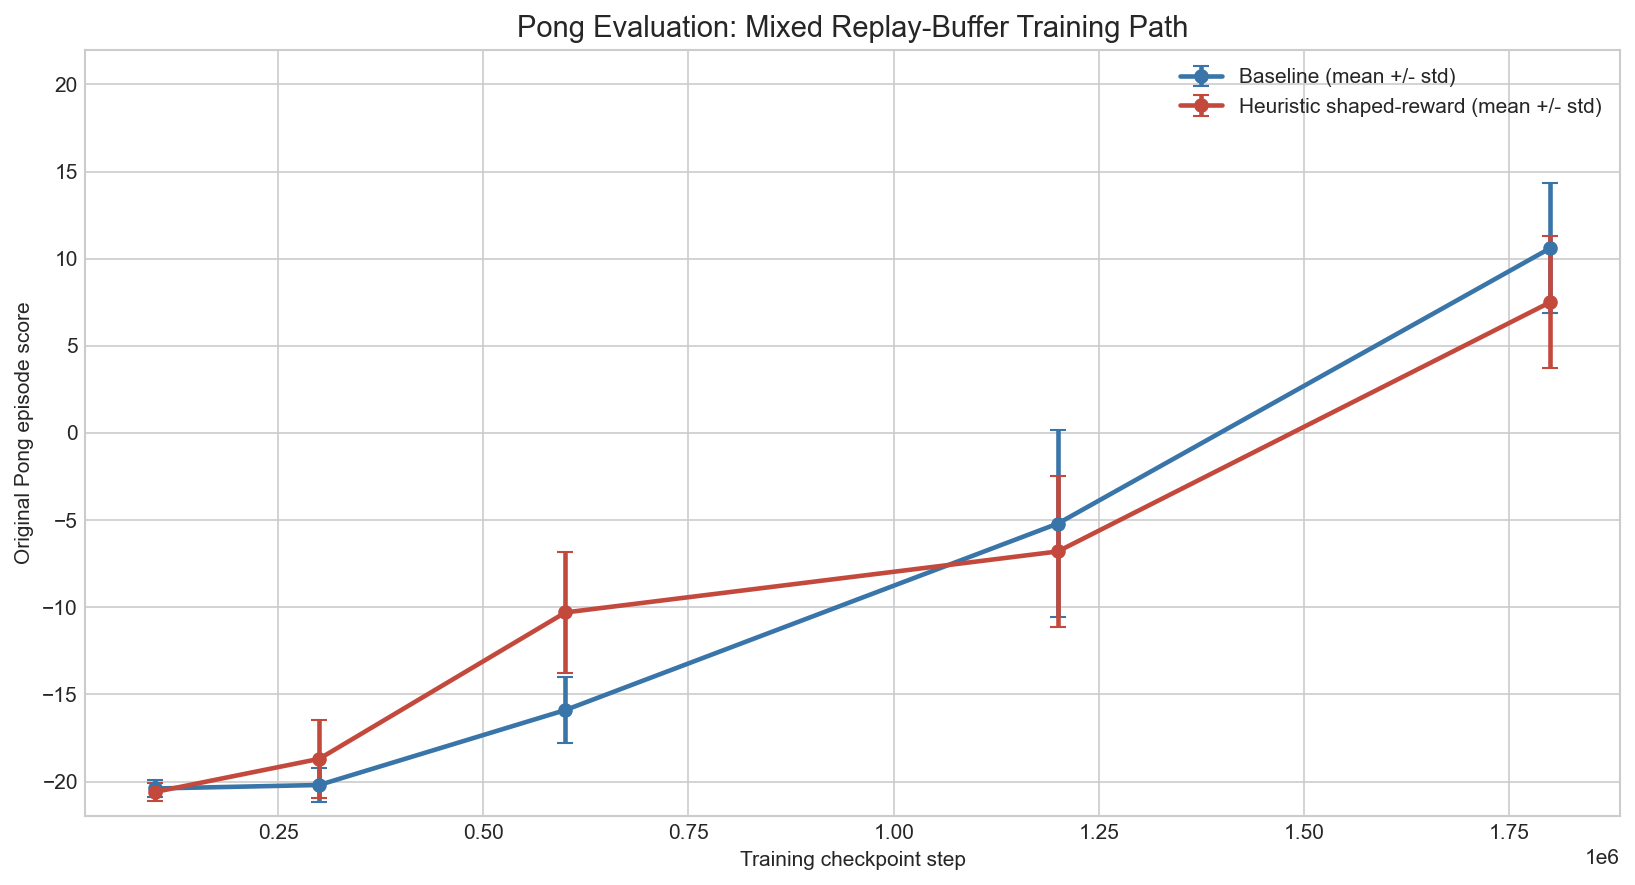 Pong Evaluation: Mixed Replay-Buffer Training Path
Baseline (mean +/- std)
Heuristic shaped-reward (mean +/- std)
Original Pong episode score
20
15
10
5
0
−5
−10
−15
−20
0.25
0.50
0.75
1.00
1.25
1.50
1.75
1e6
Training checkpoint step